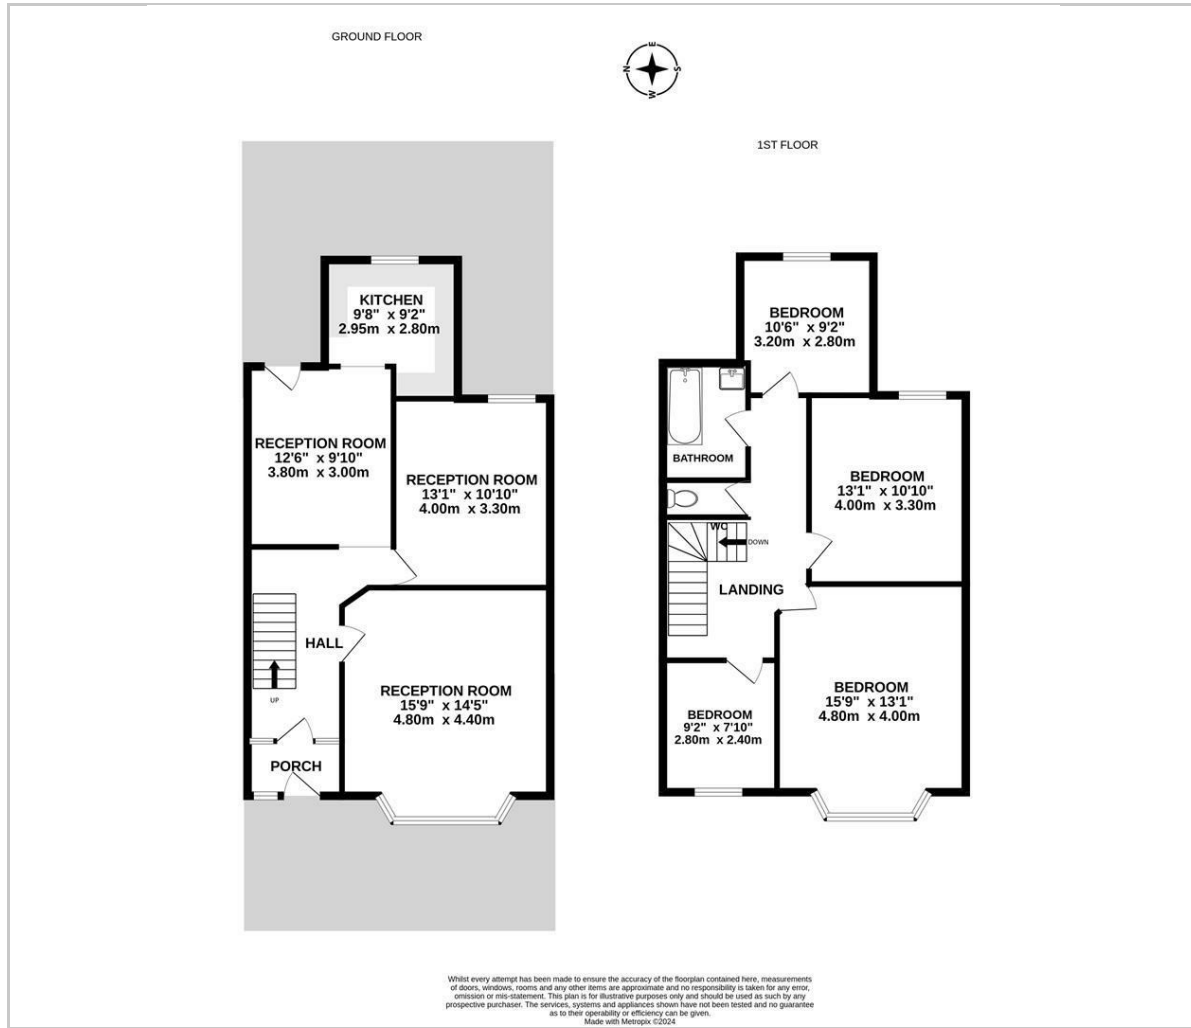 GROUND FLOOR
E
N S
W
1ST FLOOR
KITCHEN
9'8" x 9'2"
2.95m x 2.80m
RECEPTION ROOM
12'6" x 9'10"
3.80m x 3.00m
RECEPTION ROOM
13'1" x 10'10"
4.00m x 3.30m
HALL
UP
RECEPTION ROOM
15'9" x 14'5"
4.80m x 4.40m
PORCH
BEDROOM
10'6" x 9'2"
3.20m x 2.80m
BATHROOM
BEDROOM
13'1" x 10'10"
4.00m x 3.30m
WC
DOWN
LANDING
BEDROOM
15'9" x 13'1"
4.80m x 4.00m
BEDROOM
9'2" x 7'10"
2.80m x 2.40m
Whilst every attempt has been made to ensure the accuracy of the floorplan contained here, measurements
of doors, windows, rooms and any other items are approximate and no responsibility is taken for any error,
omission or mis-statement. This plan is for illustrative purposes only and should be used as such by any
prospective purchaser. The services, systems and appliances shown have not been tested and no guarantee
as to their operability or efficiency can be given.
Made with Metropix ©2024